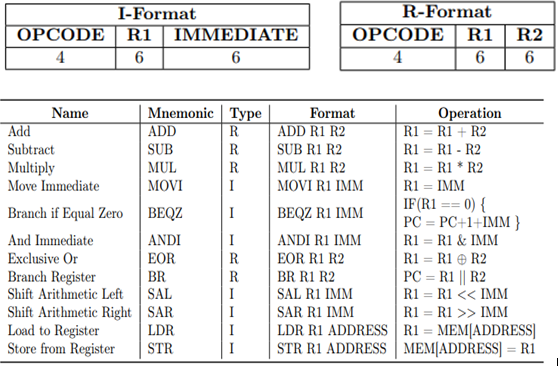 I-Format
OPCODE R1 IMMEDIATE
4 6 6
R-Format
OPCODE R1 R2
4 6 6
Name Mnemonic Type Format Operation
Add ADD R ADD R1 R2 R1 = R1 + R2
Subtract SUB R SUB R1 R2 R1 = R1 - R2
Multiply MUL R MUL R1 R2 R1 = R1 * R2
Move Immediate MOVI I MOVI R1 IMM R1 = IMM
Branch if Equal Zero BEQZ I BEQZ R1 IMM IF(R1 == 0) {
PC = PC+1+IMM }
And Immediate ANDI I ANDI R1 IMM R1 = R1 & IMM
Exclusive Or EOR R EOR R1 R2 R1 = R1 ⊕ R2
Branch Register BR R BR R1 R2 PC = R1 || R2
Shift Arithmetic Left SAL I SAL R1 IMM R1 = R1 << IMM
Shift Arithmetic Right SAR I SAR R1 IMM R1 = R1 >> IMM
Load to Register LDR I LDR R1 ADDRESS R1 = MEM[ADDRESS]
Store from Register STR I STR R1 ADDRESS MEM[ADDRESS] = R1